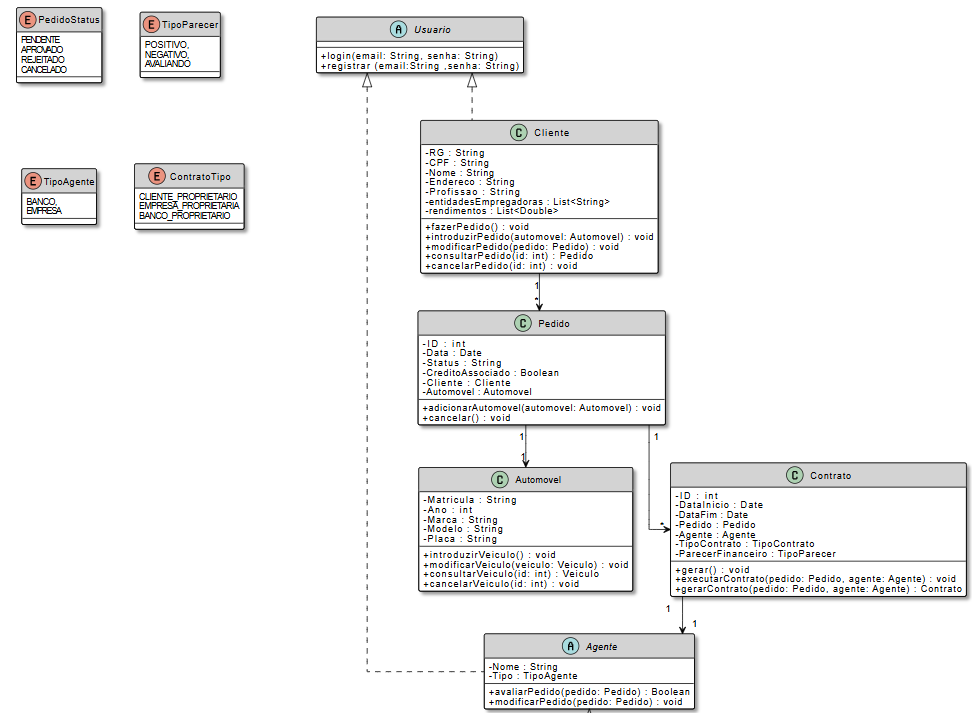 E PedidoStatus
PENDENTE
APROVADO
REJEITADO
CANCELADO
E TipoParecer
POSITIVO,
NEGATIVO,
AVALIANDO
A Usuario
+login(email: String, senha: String)
+registrar (email:String ,senha: String)
E TipoAgente
BANCO,
EMPRESA
E ContratoTipo
CLIENTE_PROPRIETARIO
EMPRESA_PROPRIETARIA
BANCO_PROPRIETARIO
C Cliente
-RG : String
-CPF : String
-Nome : String
-Endereco : String
-Profissao : String
-entidadesEmpregadoras : List<String>
-rendimentos : List<Double>
+fazerPedido() : void
+introduzirPedido(automovel: Automovel) : void
+modificarPedido(pedido: Pedido) : void
+consultarPedido(id: int) : Pedido
+cancelarPedido(id: int) : void
1
*
C Pedido
-ID : int
-Data : Date
-Status : String
-CreditoAssociado : Boolean
-Cliente : Cliente
-Automovel : Automovel
+adicionarAutomovel(automovel: Automovel) : void
+cancelar() : void
1
1
1
*
C Automovel
-Matricula : String
-Ano : int
-Marca : String
-Modelo : String
-Placa : String
+introduzirVeiculo() : void
+modificarVeiculo(veiculo: Veiculo) : void
+consultarVeiculo(id: int) : Veiculo
+cancelarVeiculo(id: int) : void
C Contrato
-ID : int
-DataInicio : Date
-DataFim : Date
-Pedido : Pedido
-Agente : Agente
-TipoContrato : TipoContrato
-ParecerFinanceiro : TipoParecer
+gerar() : void
+executarContrato(pedido: Pedido, agente: Agente) : void
+gerarContrato(pedido: Pedido, agente: Agente) : Contrato
1
1
A Agente
-Nome : String
-Tipo : TipoAgente
+avaliarPedido(pedido: Pedido) : Boolean
+modificarPedido(pedido: Pedido) : void